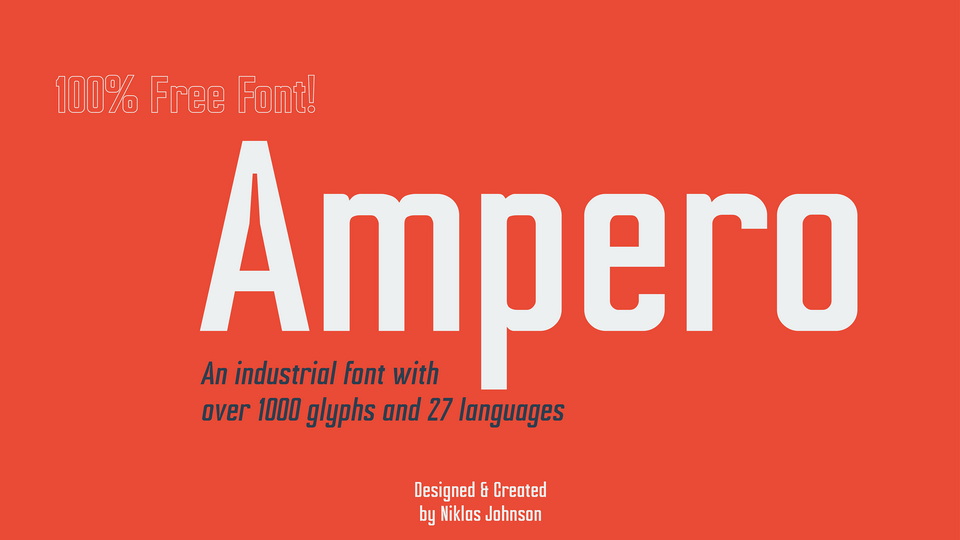 100% Free Font!
Ampero
An industrial font with
over 1000 glyphs and 27 languages
Designed & Created
by Niklas Johnson